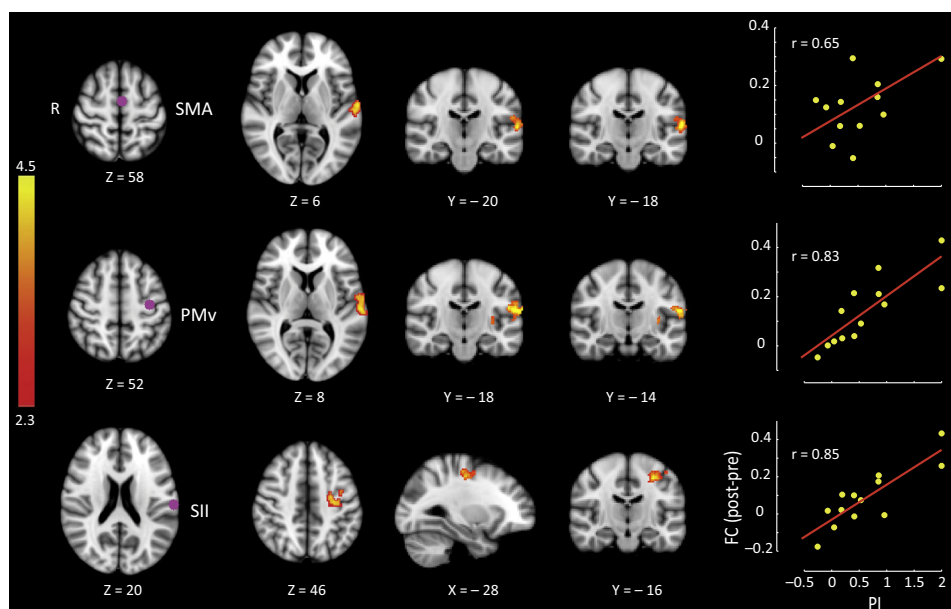 R
SMA
Z = 58
Z = 6
Y = – 20
Y = – 18
r = 0.65
0.4
0.2
0
4.5
2.3
PMv
Z = 52
Z = 8
Y = – 18
Y = – 14
r = 0.83
0.4
0.2
0
SII
Z = 20
Z = 46
X = – 28
Y = – 16
r = 0.85
FC (post-pre)
0.4
0.2
0
–0.2
–0.5 0 0.5 1 1.5 2
PI